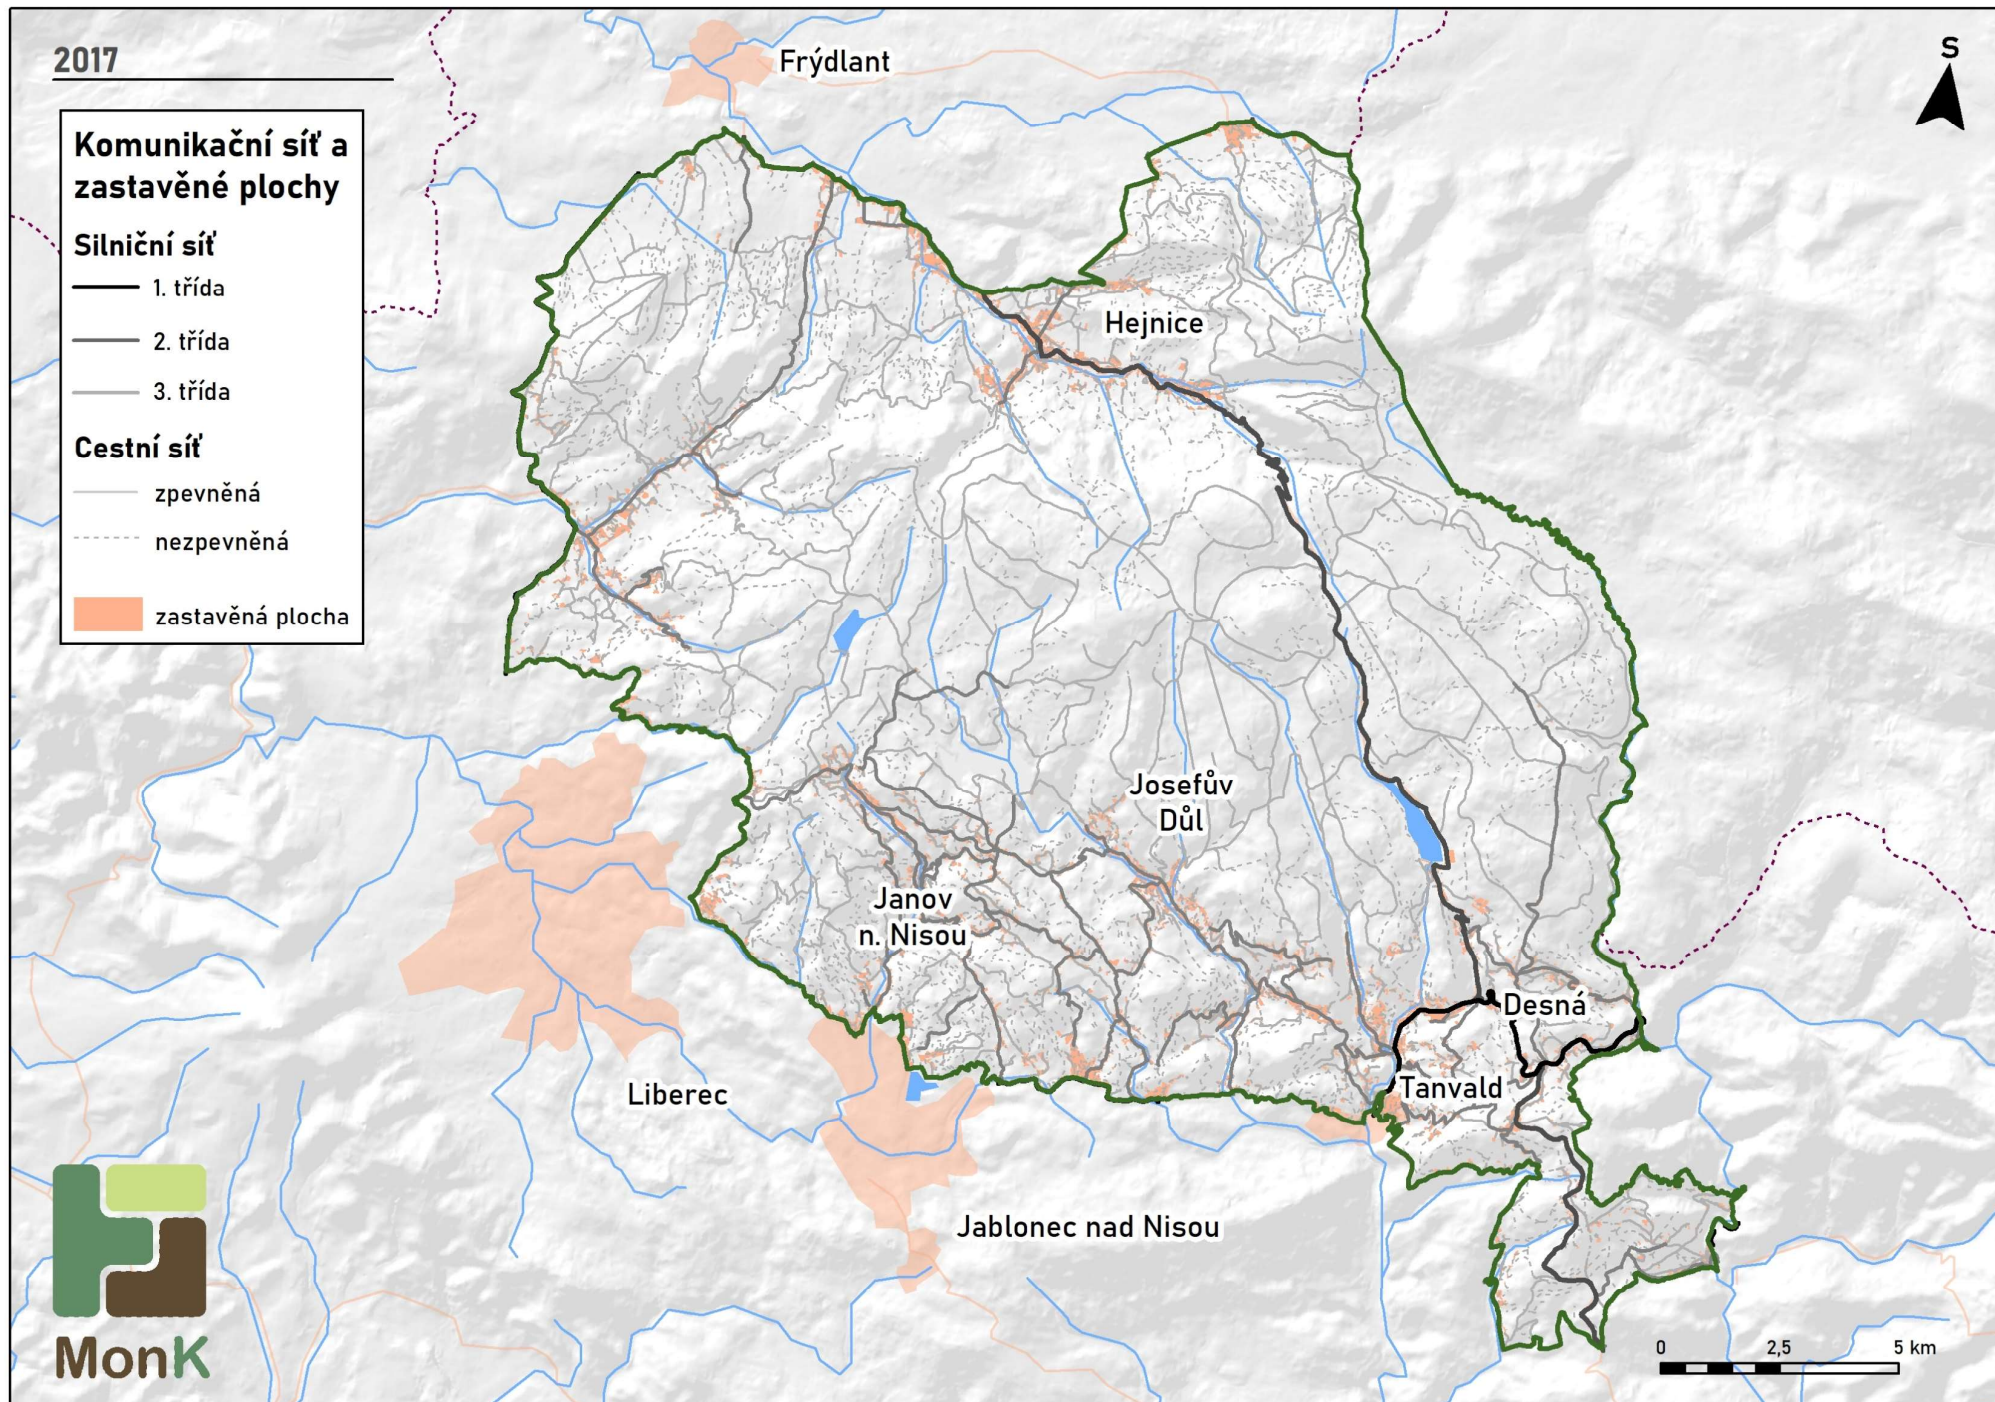 2017
Komunikační síť a
zastavěné plochy
Silniční síť
1. třída
2. třída
3. třída
Cestní síť
zpevněná
nezpevněná
zastavěná plocha
S
Frýdlant
Hejnice
Josefův
Důl
Janov
n. Nisou
Desná
Tanvald
Liberec
Jablonec nad Nisou
MonK
0 2,5 5 km